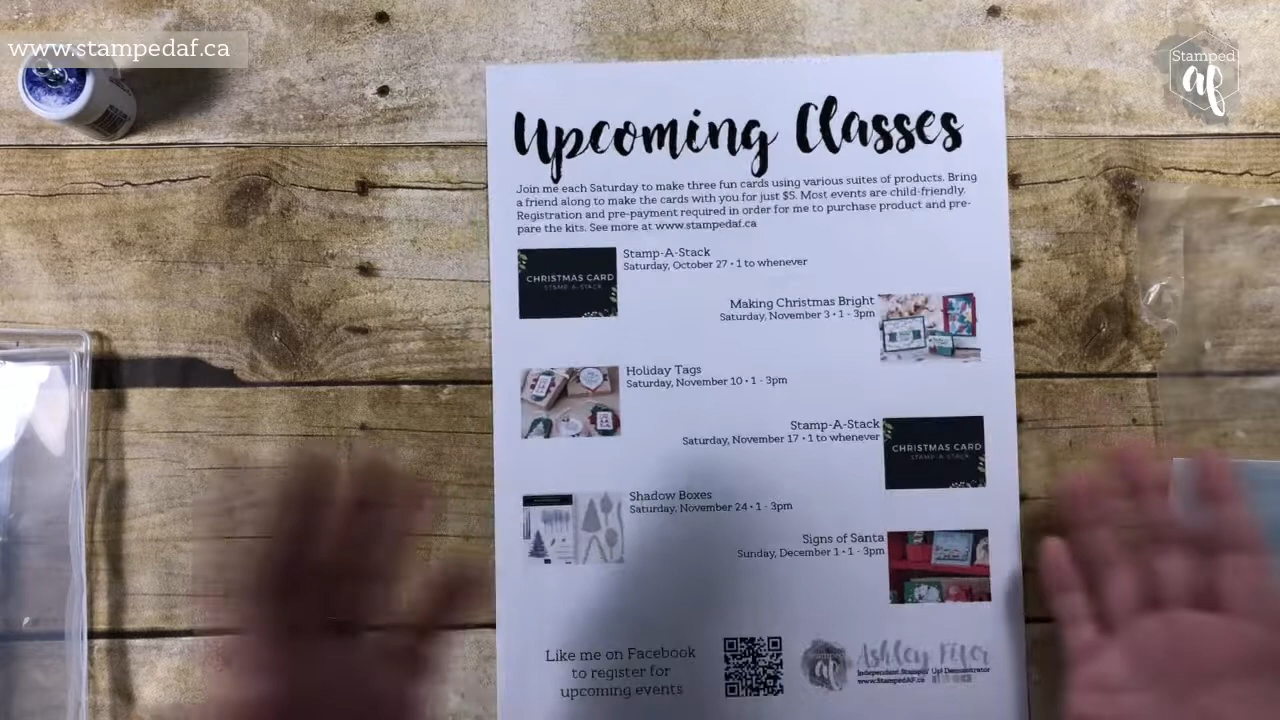 www.stampedaf.ca
Stamped
af
Upcoming Classes
Join me each Saturday to make three fun cards using various suites of products. Bring
a friend along to make the cards with you for just $5. Most events are child-friendly.
Registration and pre-payment required in order for me to purchase product and pre-
pare the kits. See more at www.stampedaf.ca
CHRISTMAS CARD
STAMP-A-STACK
Stamp-A-Stack
Saturday, October 27 • 1 to whenever
Making Christmas Bright
Saturday, November 3 • 1 - 3pm
Holiday Tags
Saturday, November 10 • 1 - 3pm
Stamp-A-Stack
Saturday, November 17 • 1 to whenever
CHRISTMAS CARD
STAMP-A-STACK
Shadow Boxes
Saturday, November 24 • 1 - 3pm
Signs of Santa
Sunday, December 1 • 1 - 3pm
Like me on Facebook
to register for
upcoming events
af
Ashley Fifer
Independent Stampin' Up! Demonstrator
www.StampedAF.ca